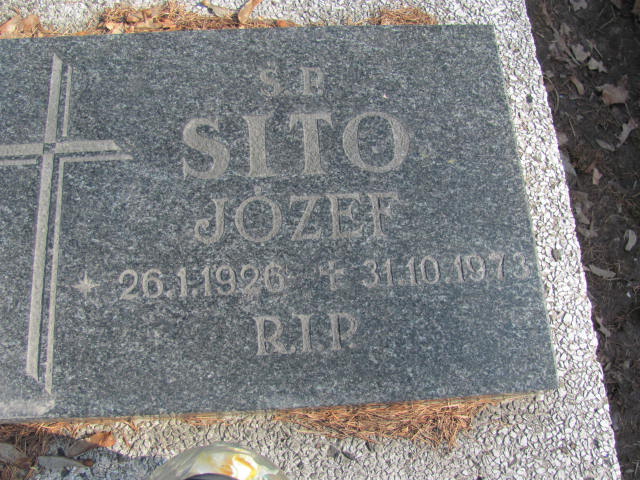 Ś.P.
SITO
JÓZEF
* 26.1.1926 ✝ 31.10.1973
R.I.P.